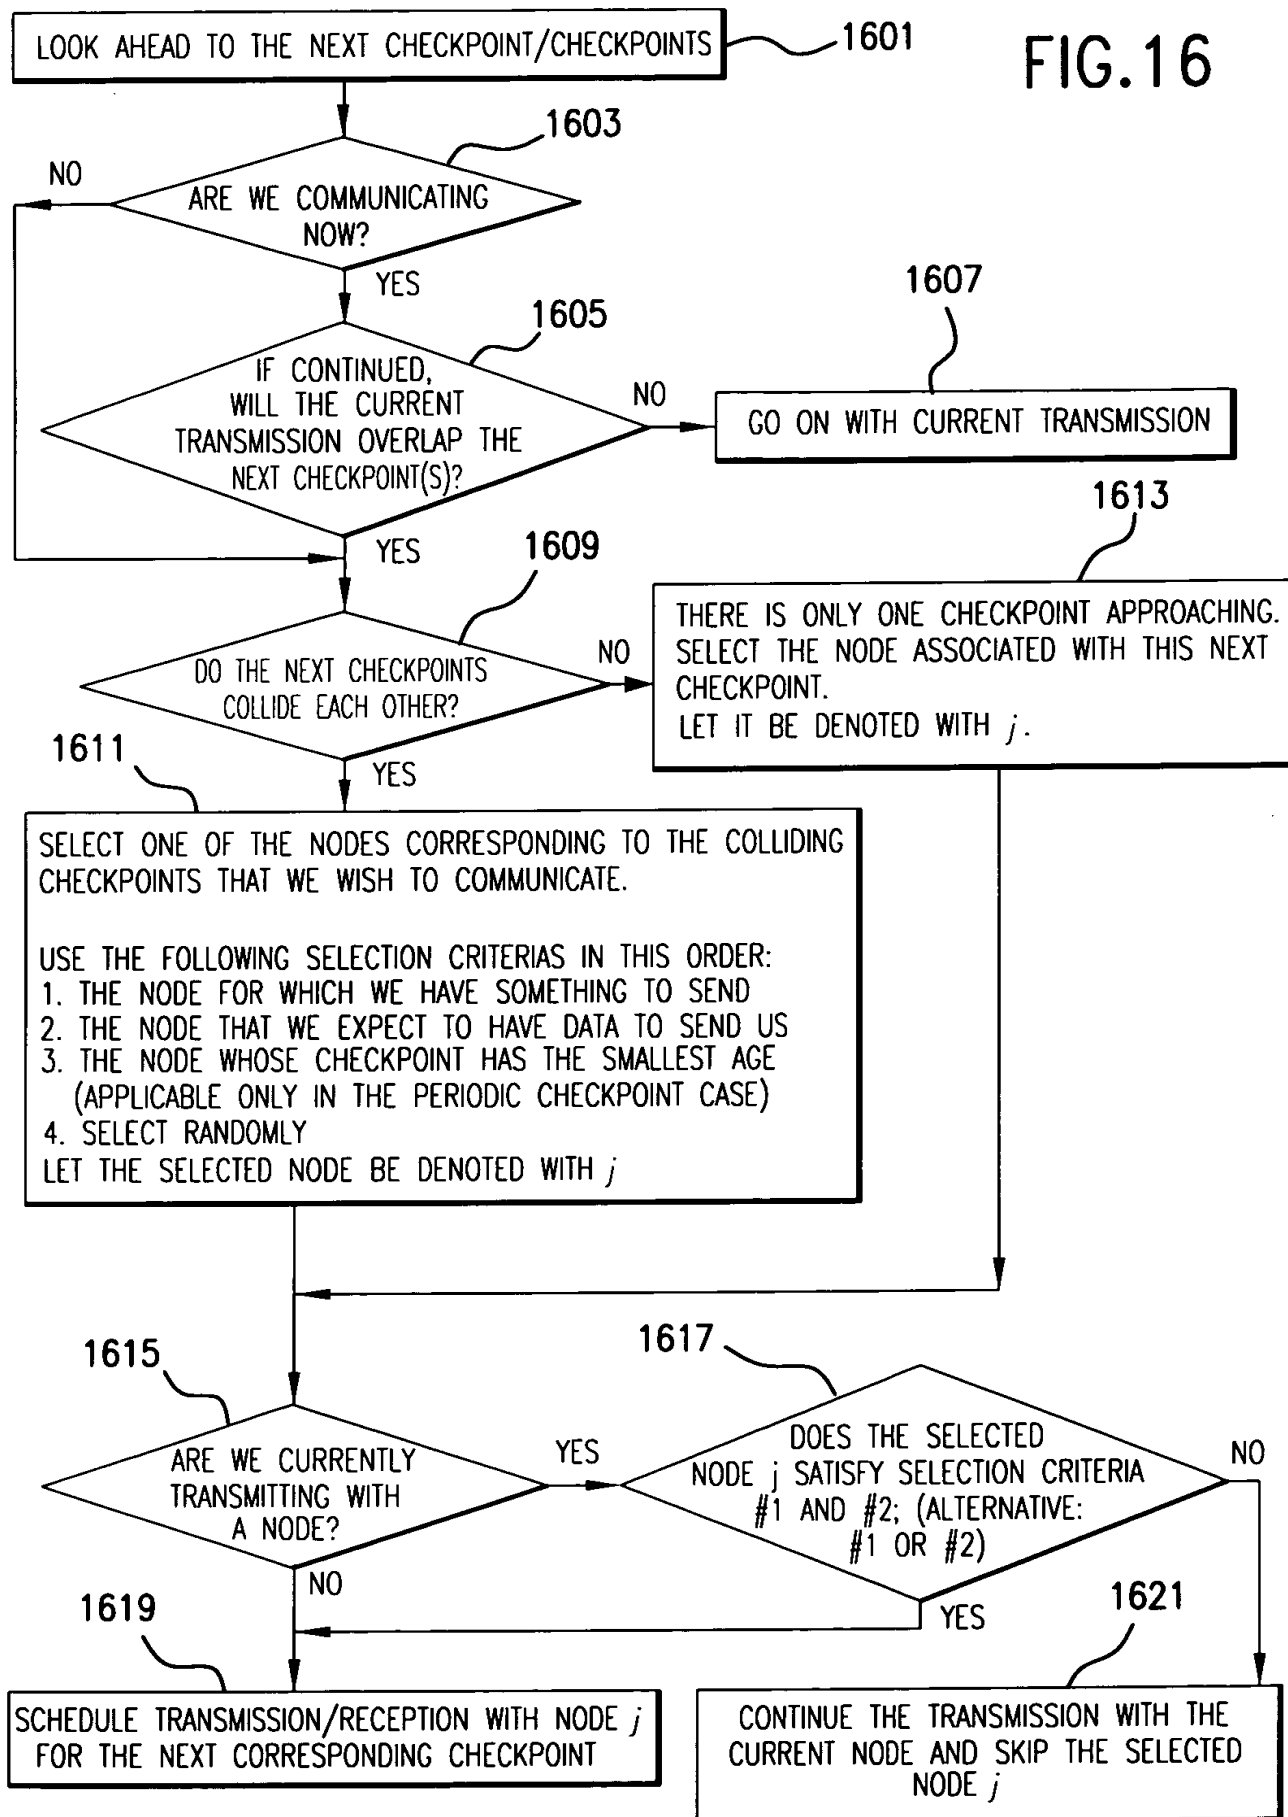 LOOK AHEAD TO THE NEXT CHECKPOINT/CHECKPOINTS
1601
FIG.16
1603
NO
ARE WE COMMUNICATING
NOW?
YES
1605
1607
IF CONTINUED,
WILL THE CURRENT
TRANSMISSION OVERLAP THE
NEXT CHECKPOINT(S)?
NO
GO ON WITH CURRENT TRANSMISSION
YES
1609
1613
DO THE NEXT CHECKPOINTS
COLLIDE EACH OTHER?
NO
THERE IS ONLY ONE CHECKPOINT APPROACHING.
SELECT THE NODE ASSOCIATED WITH THIS NEXT
CHECKPOINT.
LET IT BE DENOTED WITH j.
YES
1611
SELECT ONE OF THE NODES CORRESPONDING TO THE COLLIDING
CHECKPOINTS THAT WE WISH TO COMMUNICATE.
USE THE FOLLOWING SELECTION CRITERIAS IN THIS ORDER:
1. THE NODE FOR WHICH WE HAVE SOMETHING TO SEND
2. THE NODE THAT WE EXPECT TO HAVE DATA TO SEND US
3. THE NODE WHOSE CHECKPOINT HAS THE SMALLEST AGE
(APPLICABLE ONLY IN THE PERIODIC CHECKPOINT CASE)
4. SELECT RANDOMLY
LET THE SELECTED NODE BE DENOTED WITH j
1615
ARE WE CURRENTLY
TRANSMITTING WITH
A NODE?
YES
1617
DOES THE SELECTED
NODE j SATISFY SELECTION CRITERIA
#1 AND #2; (ALTERNATIVE:
#1 OR #2)
NO
NO
YES
1619
SCHEDULE TRANSMISSION/RECEPTION WITH NODE j
FOR THE NEXT CORRESPONDING CHECKPOINT
1621
CONTINUE THE TRANSMISSION WITH THE
CURRENT NODE AND SKIP THE SELECTED
NODE j